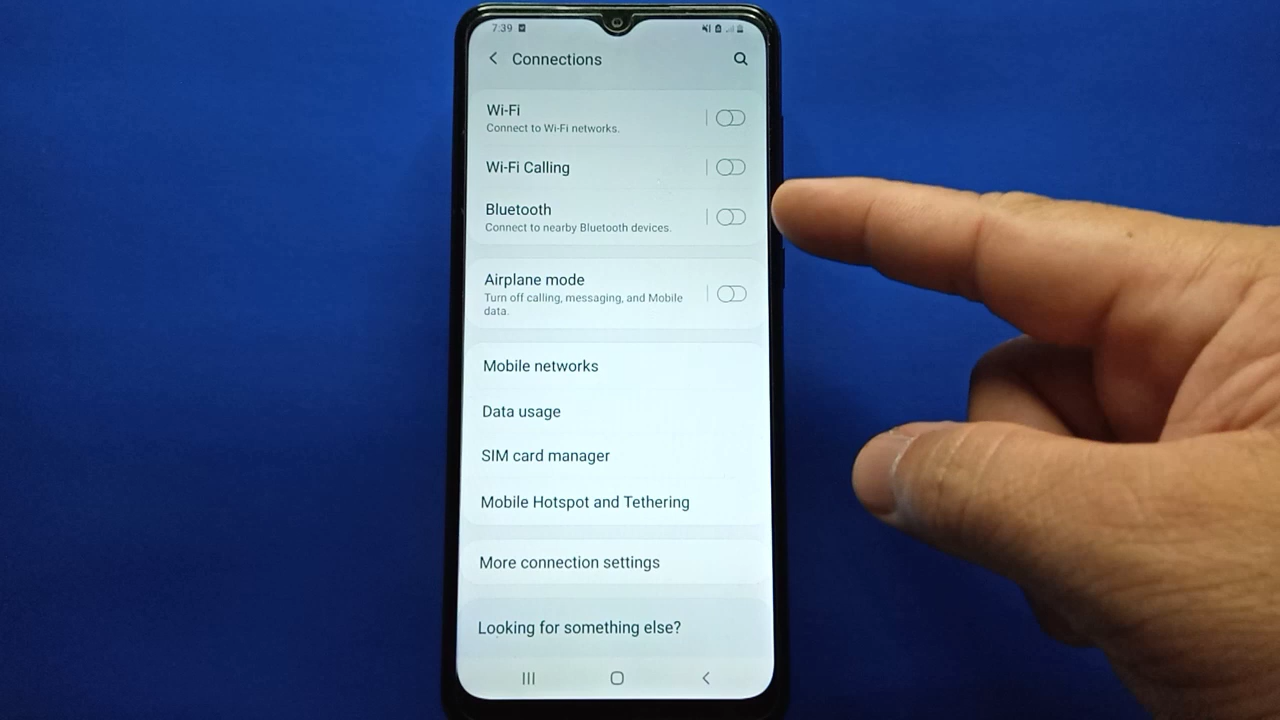 7:39
Connections
Wi-Fi
Connect to Wi-Fi networks.
Wi-Fi Calling
Bluetooth
Connect to nearby Bluetooth devices.
Airplane mode
Turn off calling, messaging, and Mobile
data.
Mobile networks
Data usage
SIM card manager
Mobile Hotspot and Tethering
More connection settings
Looking for something else?